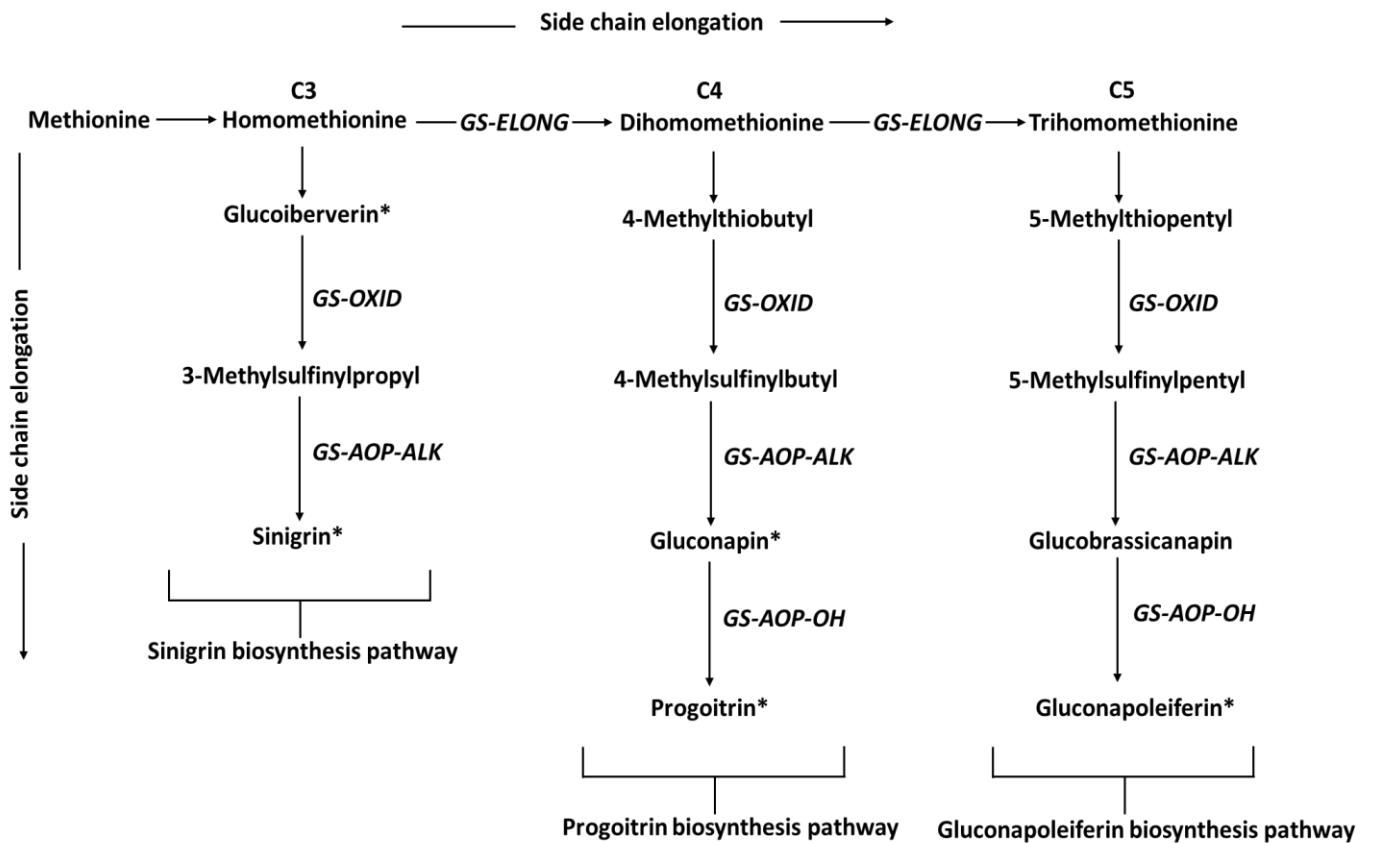 Side chain elongation
C3
C4
C5
Methionine
Homomethionine
GS-ELONG
Dihomomethionine
GS-ELONG
Trihomomethionine
Glucoiberverin*
4-Methylthiobutyl
5-Methylthiopentyl
GS-OXID
GS-OXID
GS-OXID
Side chain elongation
3-Methylsulfinylpropyl
4-Methylsulfinylbutyl
5-Methylsulfinylpentyl
GS-AOP-ALK
GS-AOP-ALK
GS-AOP-ALK
Sinigrin*
Gluconapin*
Glucobrassicanapin
GS-AOP-OH
GS-AOP-OH
Sinigrin biosynthesis pathway
Progoitrin*
Gluconapoleiferin*
Progoitrin biosynthesis pathway
Gluconapoleiferin biosynthesis pathway